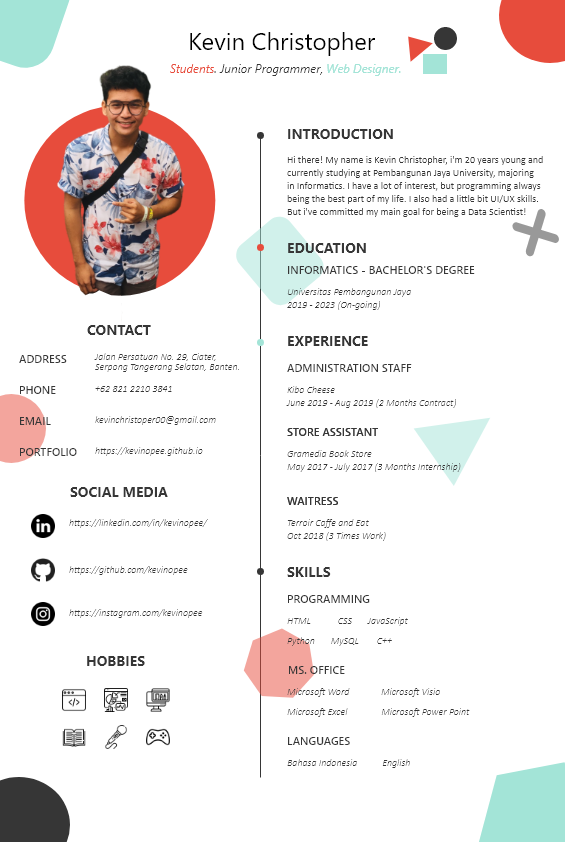 Kevin Christopher
Students. Junior Programmer, Web Designer.
INTRODUCTION
Hi there! My name is Kevin Christopher, i'm 20 years young and
currently studying at Pembangunan Jaya University, majoring
in Informatics. I have a lot of interest, but programming always
being the best part of my life. I also had a little bit UI/UX skills.
But i've committed my main goal for being a Data Scientist!
EDUCATION
INFORMATICS - BACHELOR'S DEGREE
Universitas Pembangunan Jaya
2019 - 2023 (On-going)
EXPERIENCE
ADMINISTRATION STAFF
Kibo Cheese
June 2019 - Aug 2019 (2 Months Contract)
STORE ASSISTANT
Gramedia Book Store
May 2017 - July 2017 (3 Months Internship)
WAITRESS
Terroir Caffe and Eat
Oct 2018 (3 Times Work)
SKILLS
PROGRAMMING
HTML CSS JavaScript
Python MySQL C++
MS. OFFICE
Microsoft Word Microsoft Visio
Microsoft Excel Microsoft Power Point
LANGUAGES
Bahasa Indonesia English
CONTACT
ADDRESS Jalan Persatuan No. 29, Ciater,
Serpong Tangerang Selatan, Banten.
PHONE +62 821 2210 3841
EMAIL kevinchristoper00@gmail.com
PORTFOLIO https://kevinopee.github.io
SOCIAL MEDIA
in https://linkedin.com/in/kevinopee/
https://github.com/kevinopee
https://instagram.com/kevinopee
HOBBIES